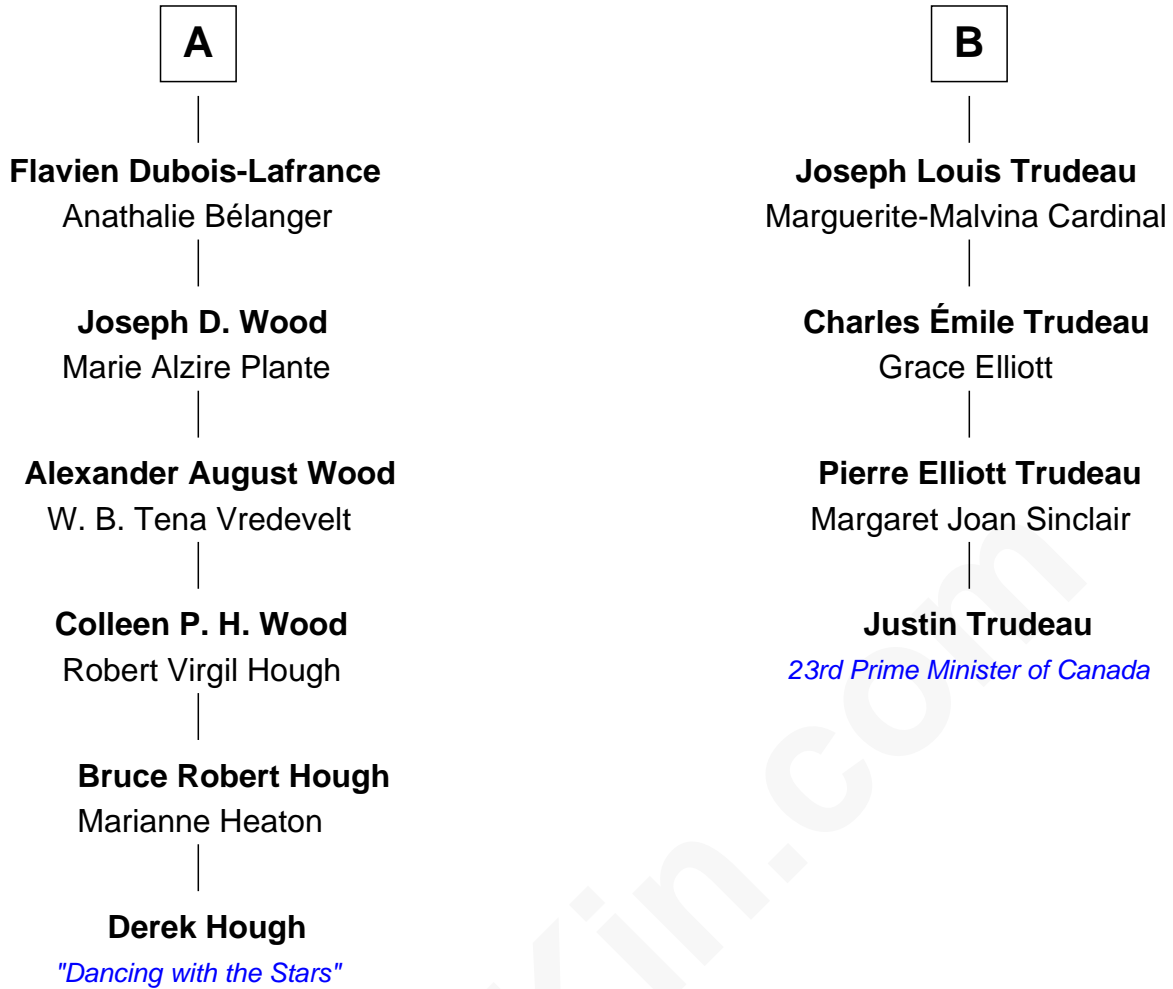 A
Flavien Dubois-Lafrance
Anathalie Bélanger
Joseph D. Wood
Marie Alzire Plante
Alexander August Wood
W. B. Tena Vredevelt
Colleen P. H. Wood
Robert Virgil Hough
Bruce Robert Hough
Marianne Heaton
Derek Hough
"Dancing with the Stars"
B
Joseph Louis Trudeau
Marguerite-Malvina Cardinal
Charles Émile Trudeau
Grace Elliott
Pierre Elliott Trudeau
Margaret Joan Sinclair
Justin Trudeau
23rd Prime Minister of Canada
Kin.com